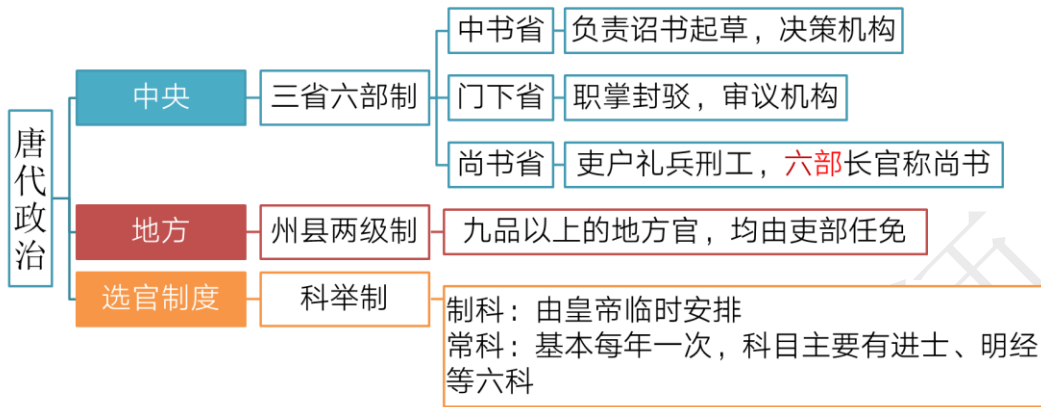 唐代政治
中央
三省六部制
中书省
负责诏书起草，决策机构
门下省
职掌封驳，审议机构
尚书省
吏户礼兵刑工，六部长官称尚书
地方
州县两级制
九品以上的地方官，均由吏部任免
选官制度
科举制
制科：由皇帝临时安排
常科：基本每年一次，科目主要有进士、明经
等六科